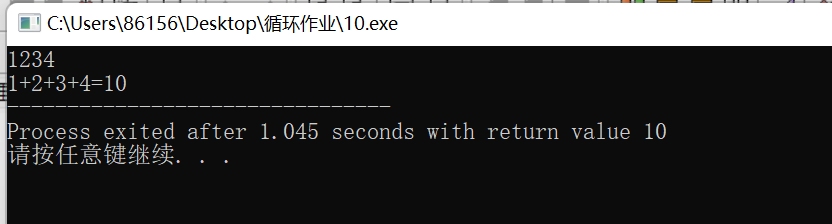 C:\Users\86156\Desktop\循环作业\10.exe
1234
1+2+3+4=10
--------------------------------
Process exited after 1.045 seconds with return value 10
请按任意键继续. . .